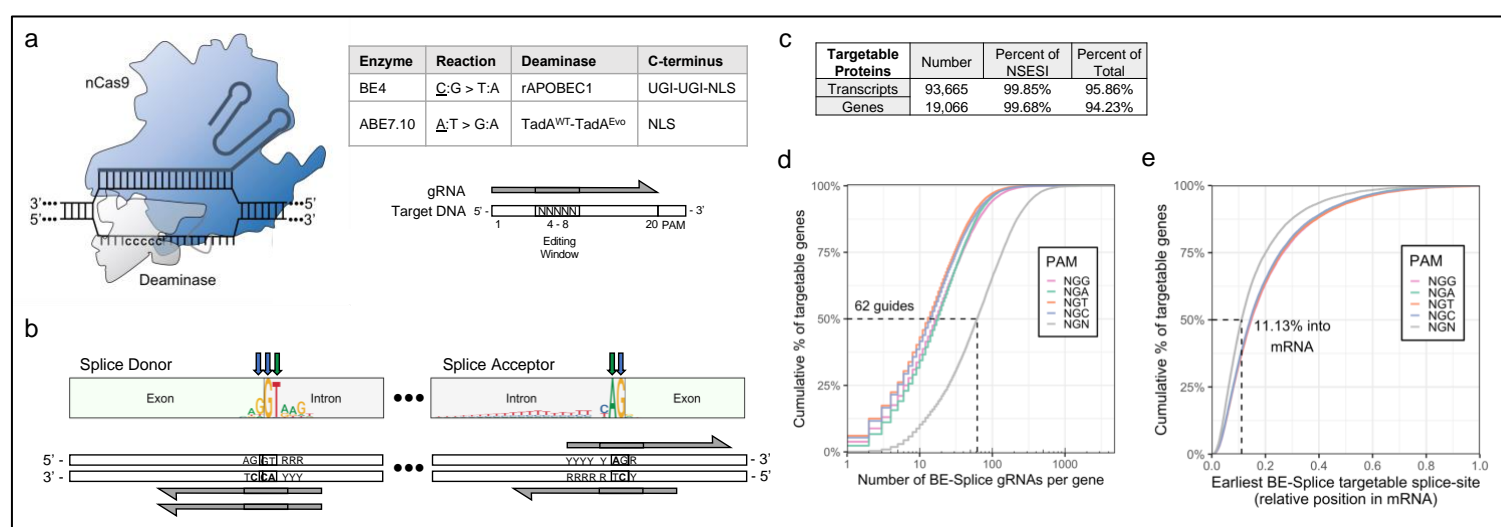 a
nCas9
3'
5'
5'
3'
ccccc
Deaminase
Enzyme Reaction Deaminase C-terminus
BE4 C:G > T:A rAPOBEC1 UGI-UGI-NLS
ABE7.10 A:T > G:A TadAWT-TadAEvo NLS
gRNA
Target DNA 5' - NNNNN - 3'
1 4 - 8 20 PAM
Editing
Window
b
Splice Donor Splice Acceptor
Exon AGGTAAG Intron Intron CAG Exon
5' - AG GT RRR YYYY Y AGR - 3'
3' - TC CA YYY RRRR R TCY - 5'
c
Targetable Proteins Number Percent of NSESI Percent of Total
Transcripts 93,665 99.85% 95.86%
Genes 19,066 99.68% 94.23%
d
Cumulative % of targetable genes
100%
75%
50%
25%
0%
62 guides
PAM
NGG
NGA
NGT
NGC
NGN
1 10 100 1000
Number of BE-Splice gRNAs per gene
e
Cumulative % of targetable genes
100%
75%
50%
25%
0%
11.13% into
mRNA
PAM
NGG
NGA
NGT
NGC
NGN
0.0 0.2 0.4 0.6 0.8 1.0
Earliest BE-Splice targetable splice-site
(relative position in mRNA)